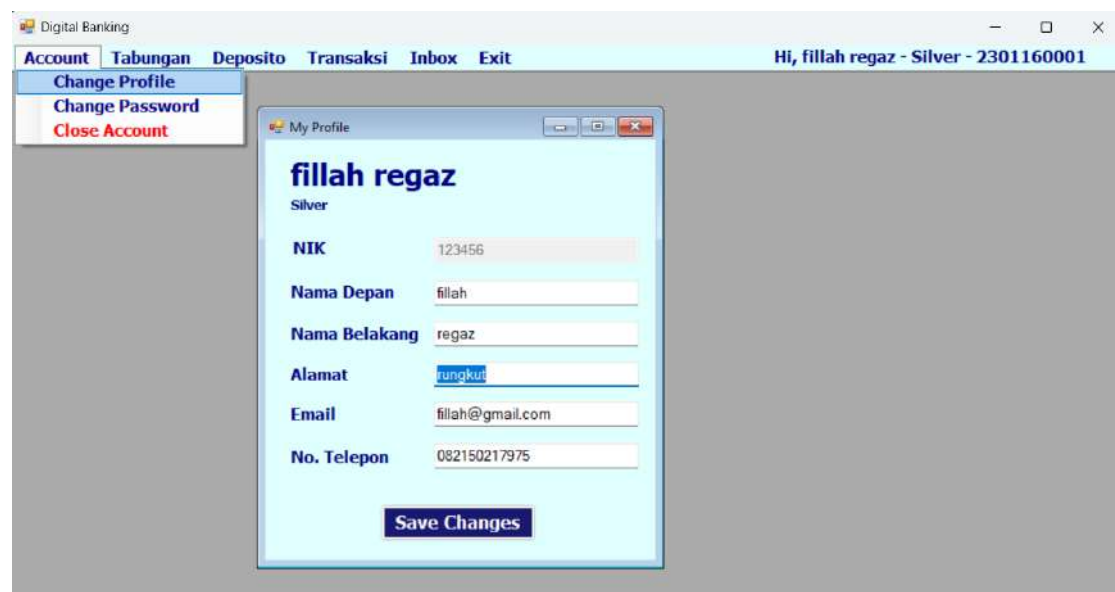 Digital Banking
Account Tabungan Deposito Transaksi Inbox Exit Hi, fillah regaz - Silver - 2301160001
Change Profile
Change Password
Close Account
My Profile
fillah regaz
Silver
NIK 123456
Nama Depan fillah
Nama Belakang regaz
Alamat rungkut
Email fillah@gmail.com
No. Telepon 082150217975
Save Changes